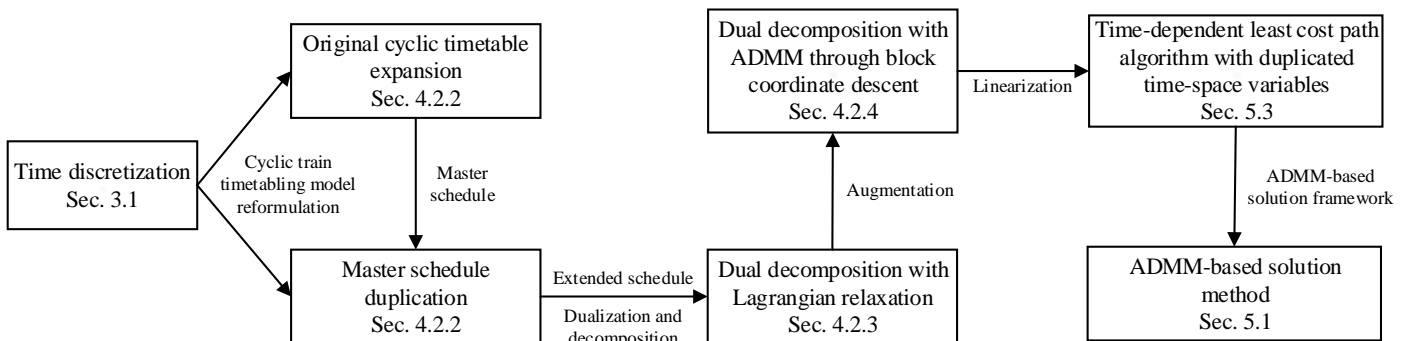 Time discretization
Sec. 3.1
Cyclic train
timetabling model
reformulation
Original cyclic timetable
expansion
Sec. 4.2.2
Master
schedule
Master schedule
duplication
Sec. 4.2.2
Extended schedule
Dualization and
decomposition
Dual decomposition with
Lagrangian relaxation
Sec. 4.2.3
Augmentation
Dual decomposition with
ADMM through block
coordinate descent
Sec. 4.2.4
Linearization
Time-dependent least cost path
algorithm with duplicated
time-space variables
Sec. 5.3
ADMM-based
solution framework
ADMM-based solution
method
Sec. 5.1